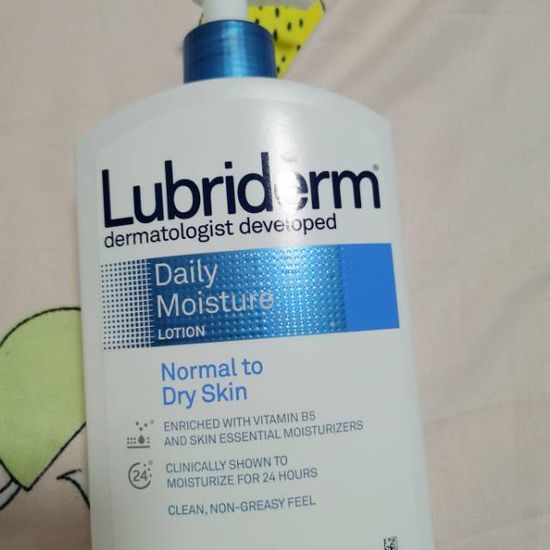 Lubriderm®
dermatologist developed
Daily
Moisture
LOTION
Normal to
Dry Skin
ENRICHED WITH VITAMIN B5
AND SKIN ESSENTIAL MOISTURIZERS
24
CLINICALLY SHOWN TO
MOISTURIZE FOR 24 HOURS
CLEAN, NON-GREASY FEEL